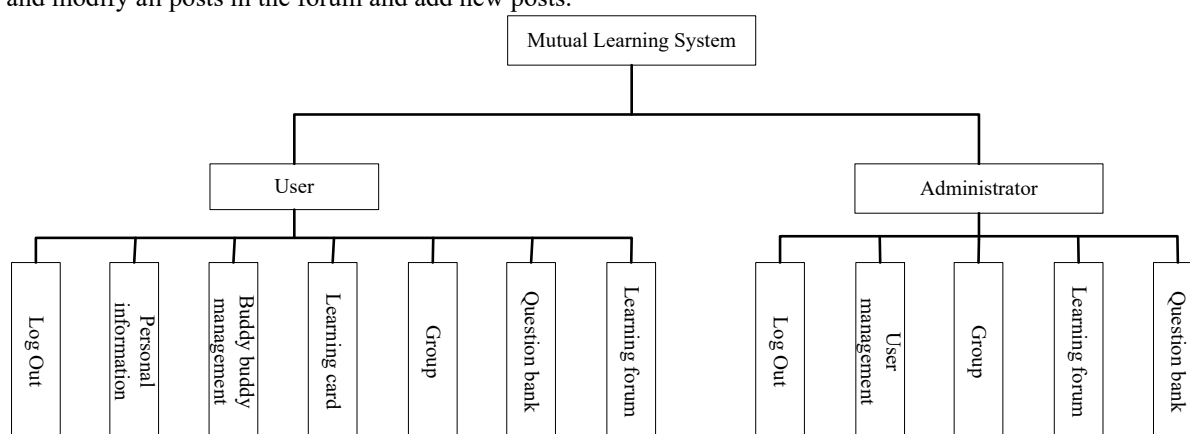 and modify all posts in the forum and add new posts.
Mutual Learning System
User
Administrator
Log Out
Personal
information
Buddy buddy
management
Learning card
Group
Question bank
Learning forum
Log Out
User
management
Group
Learning forum
Question bank